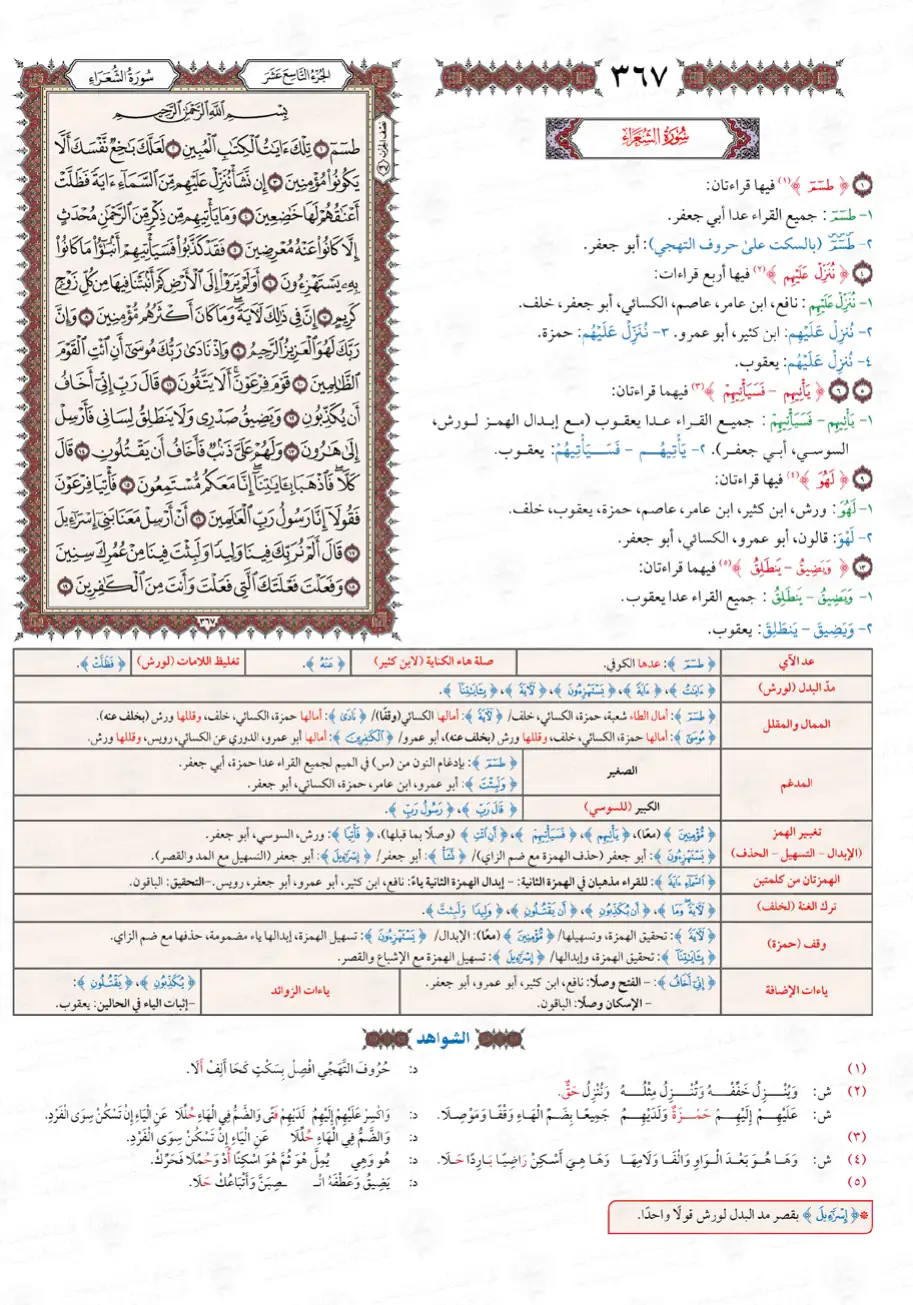 ٣٦٧
سُورَةُ الشُّعَرَاءِ
١ ﴿ طسٓمٓ ﴾(١) فيها قراءتان:
١- طسٓمٓ : جميع القراء عدا أبي جعفر.
٢- طسٓمٓ (بالسكت على حروف التهجي): أبو جعفر.
٤ ﴿ نُنَزِّلْ عَلَيْهِم ﴾(٢) فيها أربع قراءات:
١- نُنَزِّلْ عَلَيْهِم: نافع، ابن عامر، عاصم، الكسائي، أبو جعفر، خلف.
٢- نُنزِلْ عَلَيْهِم: ابن كثير، أبو عمرو. ٣- نُنَزِّلْ عَلَيْهُم: حمزة.
٤- نُنزِلْ عَلَيْهُم: يعقوب.
٥ ٦ ﴿ يَأْتِيهِم – فَسَيَأْتِيهِمْ ﴾(٣) فيهما قراءتان:
١- يَأْتِيهِم – فَسَيَأْتِيهِمْ : جميع القراء عدا يعقوب (مع إبدال الهمز لورش،
السوسي، أبي جعفر). ٢- يَأْتِيهُم – فَسَيَأْتِيهُمْ: يعقوب.
٩ ﴿ لَهُوَ ﴾(٤) فيها قراءتان:
١- لَهُوَ: ورش، ابن كثير، ابن عامر، عاصم، حمزة، يعقوب، خلف.
٢- لَهْوَ: قالون، أبو عمرو، الكسائي، أبو جعفر.
١٣ ﴿ وَيَضِيقُ – يَنطَلِقُ ﴾(٥) فيهما قراءتان:
١- وَيَضِيقُ – يَنطَلِقُ : جميع القراء عدا يعقوب.
٢- وَيَضِيقَ – يَنطَلِقَ: يعقوب.
الجُزءُ التَّاسِعَ عَشَرَ
سُورَةُ الشُّعَرَاءِ
نصف الحزب
بِسْمِ ٱللَّهِ ٱلرَّحْمَٰنِ ٱلرَّحِيمِ
طسٓمٓ ١ تِلْكَ ءَايَٰتُ ٱلْكِتَٰبِ ٱلْمُبِينِ ٢ لَعَلَّكَ بَٰخِعٌ نَّفْسَكَ أَلَّا
يَكُونُوا۟ مُؤْمِنِينَ ٣ إِن نَّشَأْ نُنَزِّلْ عَلَيْهِم مِّنَ ٱلسَّمَآءِ ءَايَةً فَظَلَّتْ
أَعْنَٰقُهُمْ لَهَا خَٰضِعِينَ ٤ وَمَا يَأْتِيهِم مِّن ذِكْرٍ مِّنَ ٱلرَّحْمَٰنِ مُحْدَثٍ
إِلَّا كَانُوا۟ عَنْهُ مُعْرِضِينَ ٥ فَقَدْ كَذَّبُوا۟ فَسَيَأْتِيهِمْ أَنۢبَٰٓؤُا۟ مَا كَانُوا۟
بِهِۦ يَسْتَهْزِءُونَ ٦ أَوَلَمْ يَرَوْا۟ إِلَى ٱلْأَرْضِ كَمْ أَنۢبَتْنَا فِيهَا مِن كُلِّ زَوْجٍ
كَرِيمٍ ٧ إِنَّ فِى ذَٰلِكَ لَءَايَةً ۖ وَمَا كَانَ أَكْثَرُهُم مُّؤْمِنِينَ ٨ وَإِنَّ
رَبَّكَ لَهُوَ ٱلْعَزِيزُ ٱلرَّحِيمُ ٩ وَإِذْ نَادَىٰ رَبُّكَ مُوسَىٰٓ أَنِ ٱئْتِ ٱلْقَوْمَ
ٱلظَّٰلِمِينَ ١٠ قَوْمَ فِرْعَوْنَ ۚ أَلَا يَتَّقُونَ ١١ قَالَ رَبِّ إِنِّىٓ أَخَافُ
أَن يُكَذِّبُونِ ١٢ وَيَضِيقُ صَدْرِى وَلَا يَنطَلِقُ لِسَانِى فَأَرْسِلْ
إِلَىٰ هَٰرُونَ ١٣ وَلَهُمْ عَلَىَّ ذَنۢبٌ فَأَخَافُ أَن يَقْتُلُونِ ١٤ قَالَ
كَلَّا ۖ فَٱذْهَبَا بِـَٔايَٰتِنَآ ۖ إِنَّا مَعَكُم مُّسْتَمِعُونَ ١٥ فَأْتِيَا فِرْعَوْنَ
فَقُولَآ إِنَّا رَسُولُ رَبِّ ٱلْعَٰلَمِينَ ١٦ أَنْ أَرْسِلْ مَعَنَا بَنِىٓ إِسْرَٰٓءِيلَ
١٧ قَالَ أَلَمْ نُرَبِّكَ فِينَا وَلِيدًا وَلَبِثْتَ فِينَا مِنْ عُمُرِكَ سِنِينَ
١٨ وَفَعَلْتَ فَعْلَتَكَ ٱلَّتِى فَعَلْتَ وَأَنتَ مِنَ ٱلْكَٰفِرِينَ ١٩
٣٦٧
عد الآي ﴿ طسٓمٓ ﴾: عدها الكوفي. صلة هاء الكناية (لابن كثير) ﴿ عَنْهُ ﴾. تغليظ اللامات (لورش) ﴿ فَظَلَّتْ ﴾.
مدّ البدل (لورش) ﴿ ءَايَٰتُ ﴾، ﴿ ءَايَةً ﴾، ﴿ يَسْتَهْزِءُونَ ﴾، ﴿ لَءَايَةً ﴾، ﴿ بِـَٔايَٰتِنَآ ﴾.
الممال والمقلل
﴿ طسٓمٓ ﴾: أمال الطاء شعبة، حمزة، الكسائي، خلف/ ﴿ لَءَايَةً ﴾: أمالها الكسائي (وقفًا)/ ﴿ نَادَىٰ ﴾: أمالها حمزة، الكسائي، خلف، وقللها ورش (بخلف عنه).
﴿ مُوسَىٰٓ ﴾: أمالها حمزة، الكسائي، خلف، وقللها ورش (بخلف عنه)، أبو عمرو/ ﴿ ٱلْكَٰفِرِينَ ﴾: أمالها أبو عمرو، الدوري عن الكسائي، رويس، وقللها ورش.
المدغم
الصغير
﴿ طسٓمٓ ﴾: بإدغام النون من (س) في الميم لجميع القراء عدا حمزة، أبي جعفر.
﴿ وَلَبِثْتَ ﴾: أبو عمرو، ابن عامر، حمزة، الكسائي، أبو جعفر.
الكبير (للسوسي) ﴿ قَالَ رَبِّ ﴾، ﴿ رَسُولُ رَبِّ ﴾.
تغيير الهمز
(الإبدال – التسهيل – الحذف)
﴿ مُّؤْمِنِينَ ﴾ (معًا)، ﴿ يَأْتِيهِم ﴾، ﴿ فَسَيَأْتِيهِمْ ﴾، ﴿ أَنِ ٱئْتِ ﴾ (وصلًا بما قبلها)، ﴿ فَأْتِيَا ﴾: ورش، السوسي، أبو جعفر.
﴿ يَسْتَهْزِءُونَ ﴾: أبو جعفر (حذف الهمزة مع ضم الزاي)/ ﴿ نَّشَأْ ﴾: أبو جعفر/ ﴿ إِسْرَٰٓءِيلَ ﴾: أبو جعفر (التسهيل مع المد والقصر).
الهمزتان من كلمتين ﴿ ٱلسَّمَآءِ ءَايَةً ﴾: للقراء مذهبان في الهمزة الثانية: – إبدال الهمزة الثانية ياءً: نافع، ابن كثير، أبو عمرو، أبو جعفر، رويس. –التحقيق: الباقون.
ترك الغنة (لخلف) ﴿ لَءَايَةً ۖ وَمَا ﴾، ﴿ أَن يُكَذِّبُونِ ﴾، ﴿ أَن يَقْتُلُونِ ﴾، ﴿ وَلِيدًا وَلَبِثْتَ ﴾.
وقف (حمزة)
﴿ لَءَايَةً ﴾: تحقيق الهمزة، وتسهيلها/ ﴿ مُّؤْمِنِينَ ﴾ (معًا): الإبدال/ ﴿ يَسْتَهْزِءُونَ ﴾: تسهيل الهمزة، إبدالها ياء مضمومة، حذفها مع ضم الزاي.
﴿ بِـَٔايَٰتِنَآ ﴾: تحقيق الهمزة، وإبدالها/ ﴿ إِسْرَٰٓءِيلَ ﴾: تسهيل الهمزة مع الإشباع والقصر.
ياءات الإضافة
﴿ إِنِّىٓ أَخَافُ ﴾: – الفتح وصلًا: نافع، ابن كثير، أبو عمرو، أبو جعفر.
– الإسكان وصلًا: الباقون.
ياءات الزوائد
﴿ يُكَذِّبُونِ ﴾، ﴿ يَقْتُلُونِ ﴾:
–إثبات الياء في الحالين: يعقوب.
الشواهد
(١) د: حُرُوفَ التَّهَجِّي افْصِلْ بِسَكْتٍ كَحَا أَلِفْ أَلَا.
(٢) ش: وَيُنْزِلُ خَفِّفْهُ وَتُنْزِلُ مِثْلُهُ وَنُنْزِلُ حَقٌّ.
ش: عَلَيْهِمْ إِلَيْهِمْ حَمْزَةٌ وَلَدَيْهِمُ جَمِيعًا بِضَمِّ الْهَاءِ وَقْفًا وَمَوْصِلَا. د: وَاكْسِرْ عَلَيْهِمْ إِلَيْهِمُ لَدَيْهِمْ فَتًى وَالضَّمُّ فِي الْهَاءِ حُلِّلَا عَنِ الْيَاءِ إِنْ تَسْكُنْ سِوَى الْفَرْدِ.
(٣) د: وَالضَّمُّ فِي الْهَاءِ حُلِّلَا عَنِ الْيَاءِ إِنْ تَسْكُنْ سِوَى الْفَرْدِ.
(٤) ش: وَهَا هُوَ بَعْدَ الْوَاوِ وَالْفَا وَلَامِهَا وَهَا هِيَ أَسْكِنْ رَاضِيًا بَارِدًا حَلَا. د: هُو وَهِي يُمِلَّ هُوَ ثُمَّ هُوَ اسْكِنًا أُدْ وَحُمِّلَا فَحَرِّكْ.
(٥) د: يَضِيقُ وَعَطْفَهُ انْـصِبَنَّ وَأَتْبَاعُكَ حَلَا.
*﴿ إِسْرَٰٓءِيلَ ﴾ بقصر مد البدل لورش قولًا واحدًا.